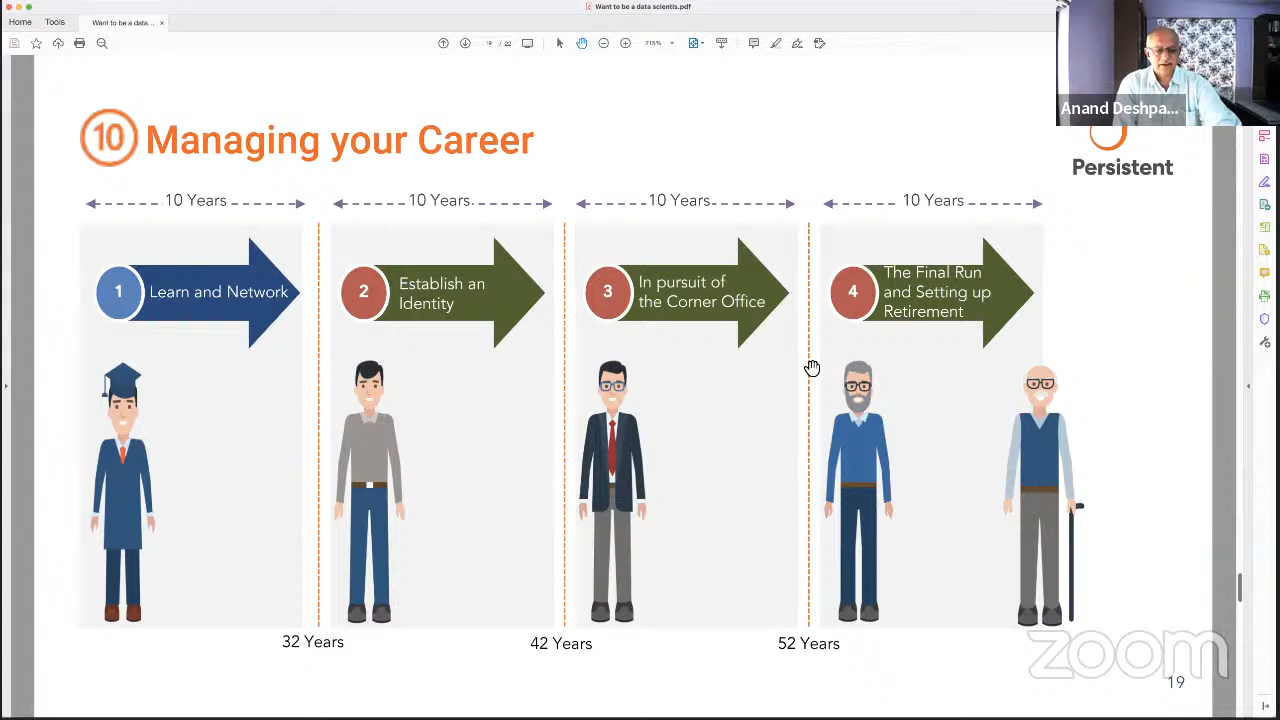 Want to be a data scientis.pdf
Home
Tools
Want to be a data...
×
19 / 22
215%
Anand Deshpa...
10 Managing your Career
Persistent
10 Years
10 Years
10 Years
10 Years
1
Learn and Network
2
Establish an
Identity
3
In pursuit of
the Corner Office
4
The Final Run
and Setting up
Retirement
32 Years
42 Years
52 Years
zoom
19